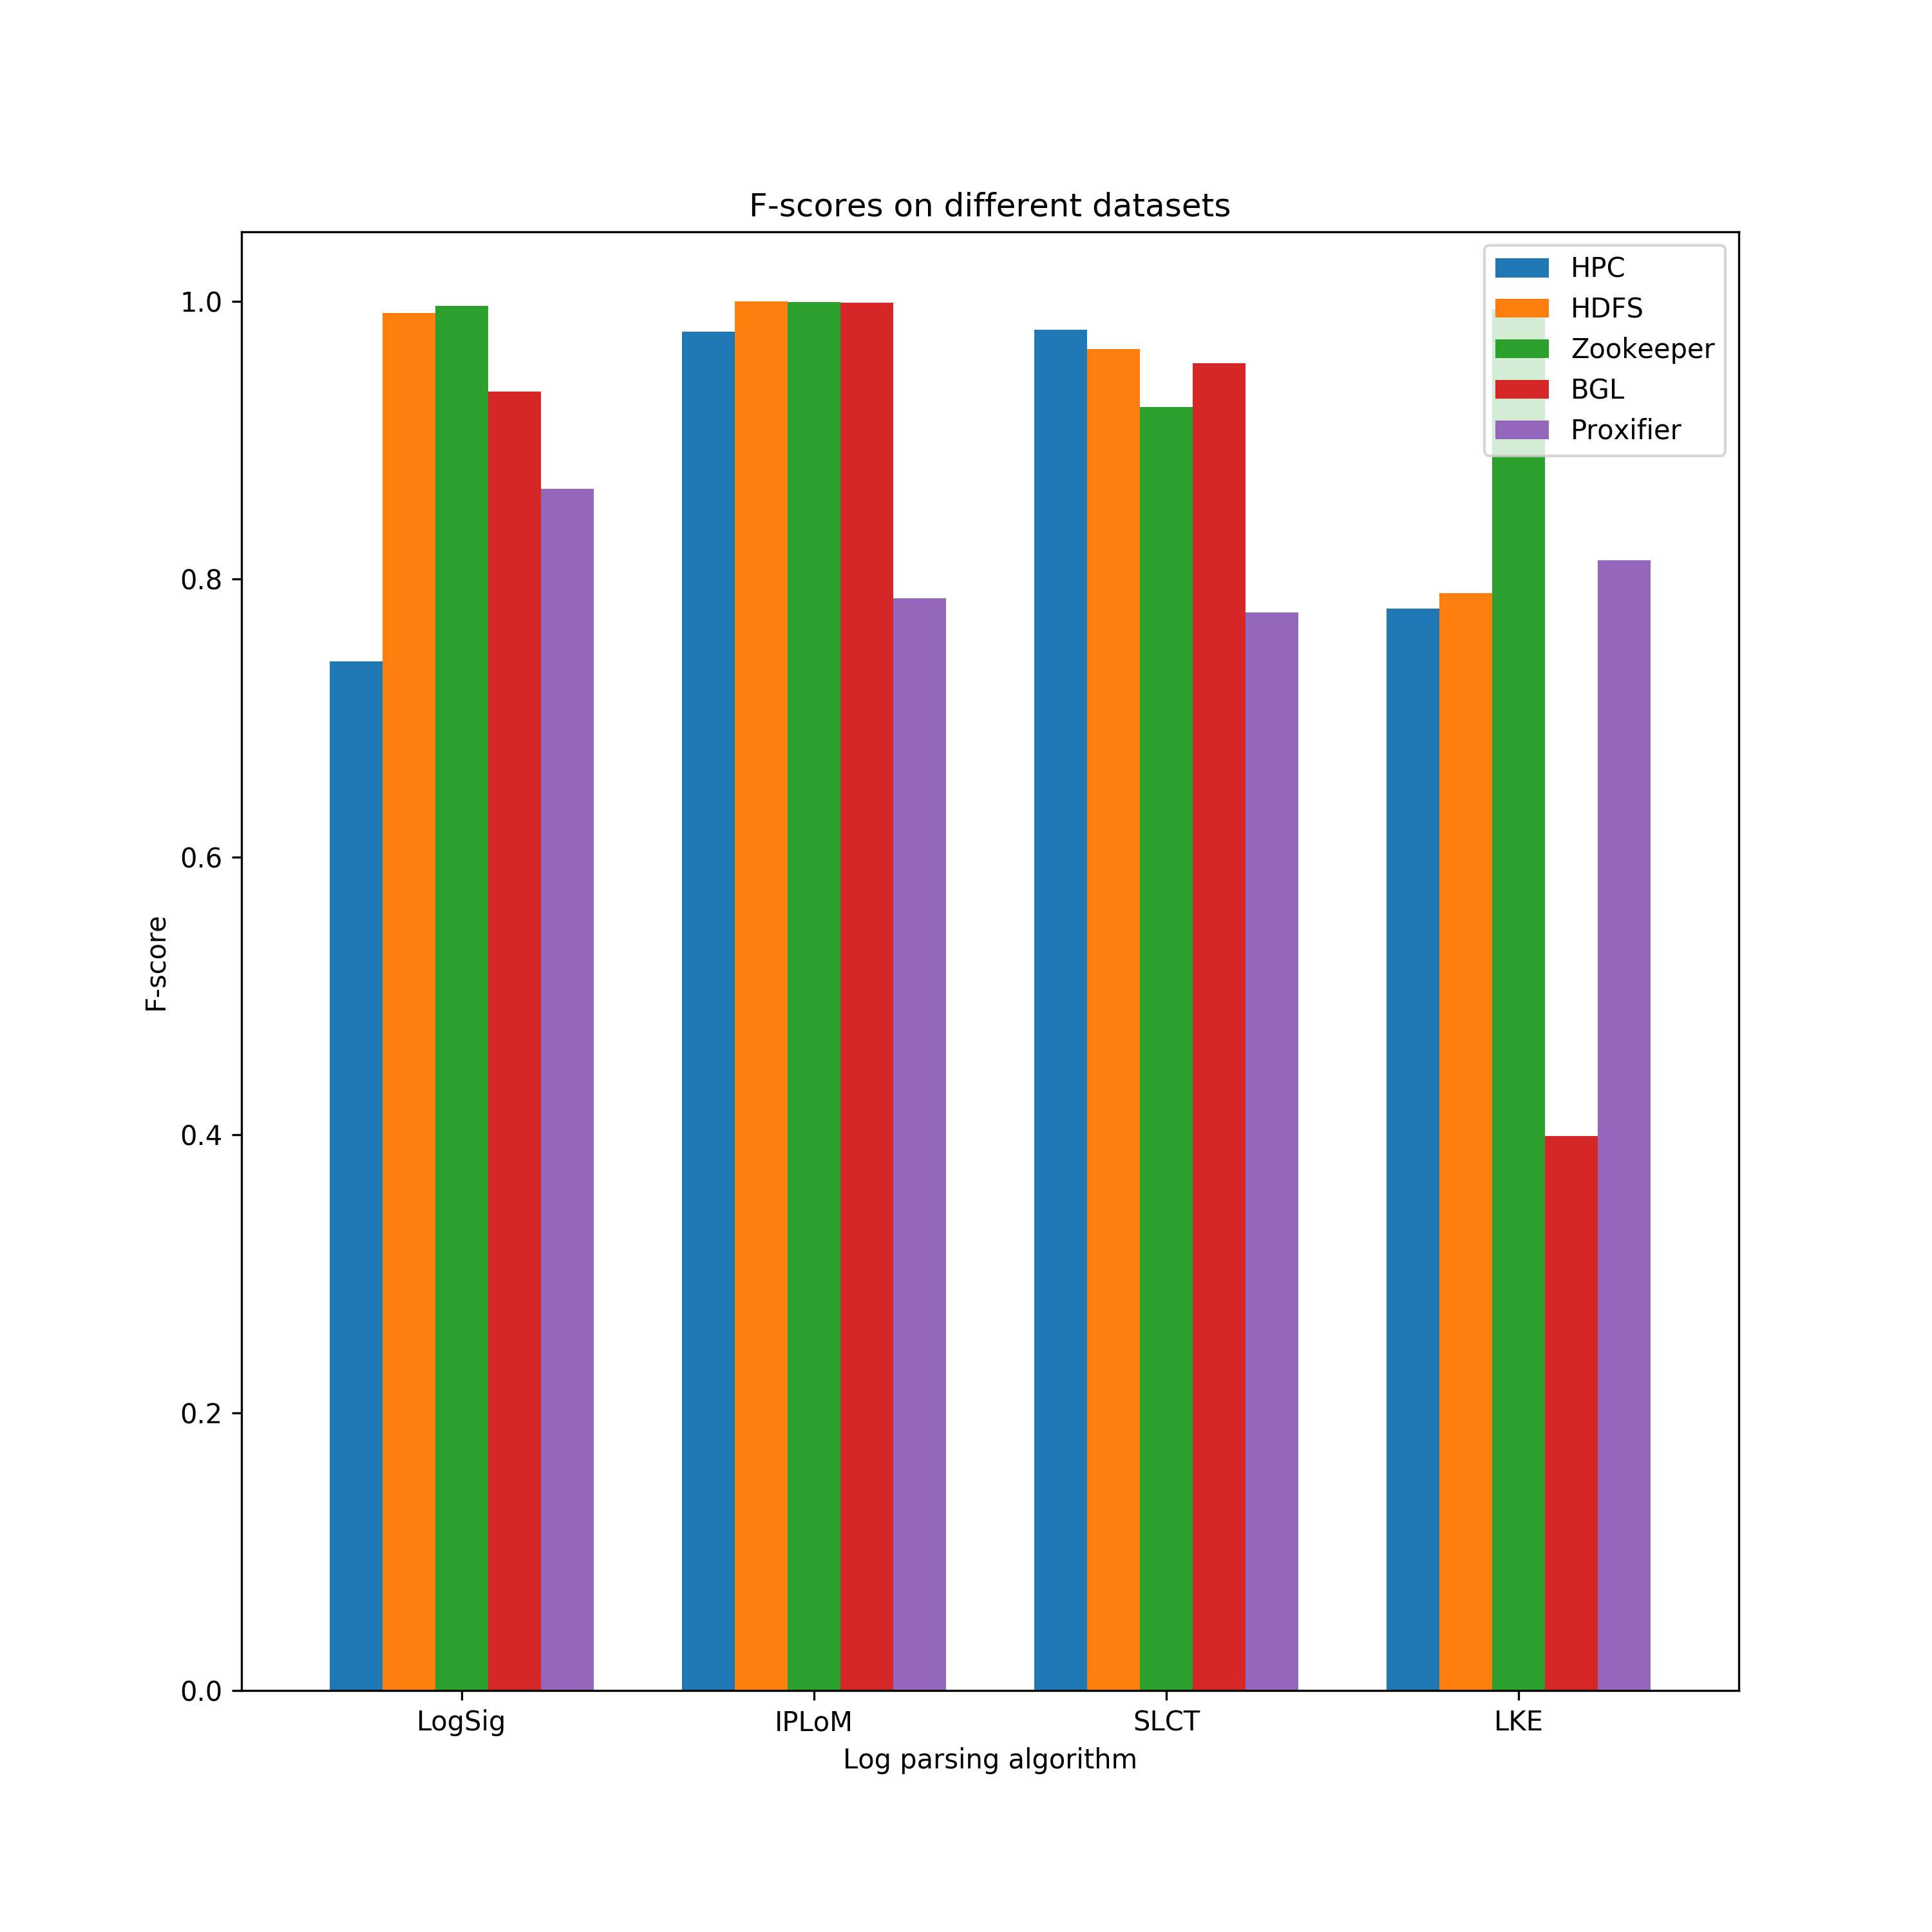 F-scores on different datasets
HPC
HDFS
Zookeeper
BGL
Proxifier
1.0
0.8
0.6
0.4
0.2
0.0
F-score
LogSig
IPLoM
SLCT
LKE
Log parsing algorithm